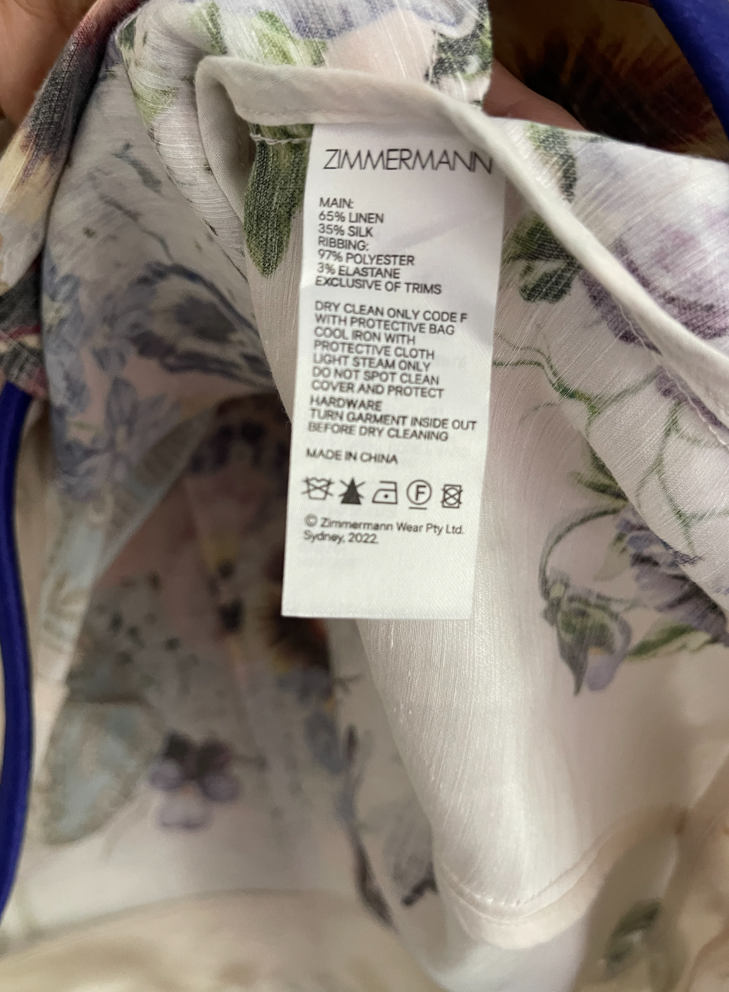 ZIMMERMANN
MAIN:
65% LINEN
35% SILK
RIBBING:
97% POLYESTER
3% ELASTANE
EXCLUSIVE OF TRIMS
DRY CLEAN ONLY CODE F
WITH PROTECTIVE BAG
COOL IRON WITH
PROTECTIVE CLOTH
LIGHT STEAM ONLY
DO NOT SPOT CLEAN
COVER AND PROTECT
HARDWARE
TURN GARMENT INSIDE OUT
BEFORE DRY CLEANING
MADE IN CHINA
F
© Zimmermann Wear Pty Ltd.
Sydney, 2022.